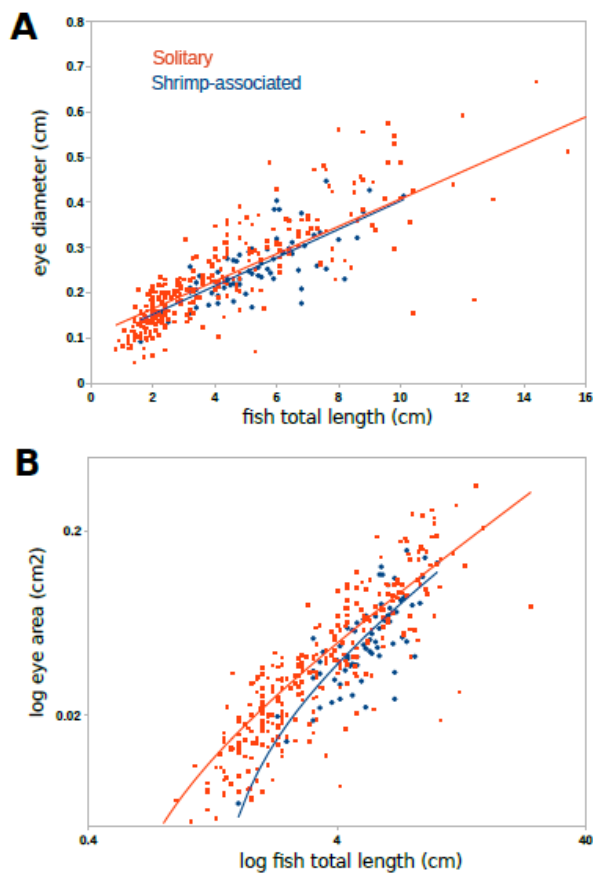 A
0.8
Solitary
Shrimp-associated
0.7
0.6
0.5
0.4
0.3
0.2
0.1
0
eye diameter (cm)
0 2 4 6 8 10 12 14 16
fish total length (cm)
B
0.2
0.02
log eye area (cm2)
0.4 4 40
log fish total length (cm)